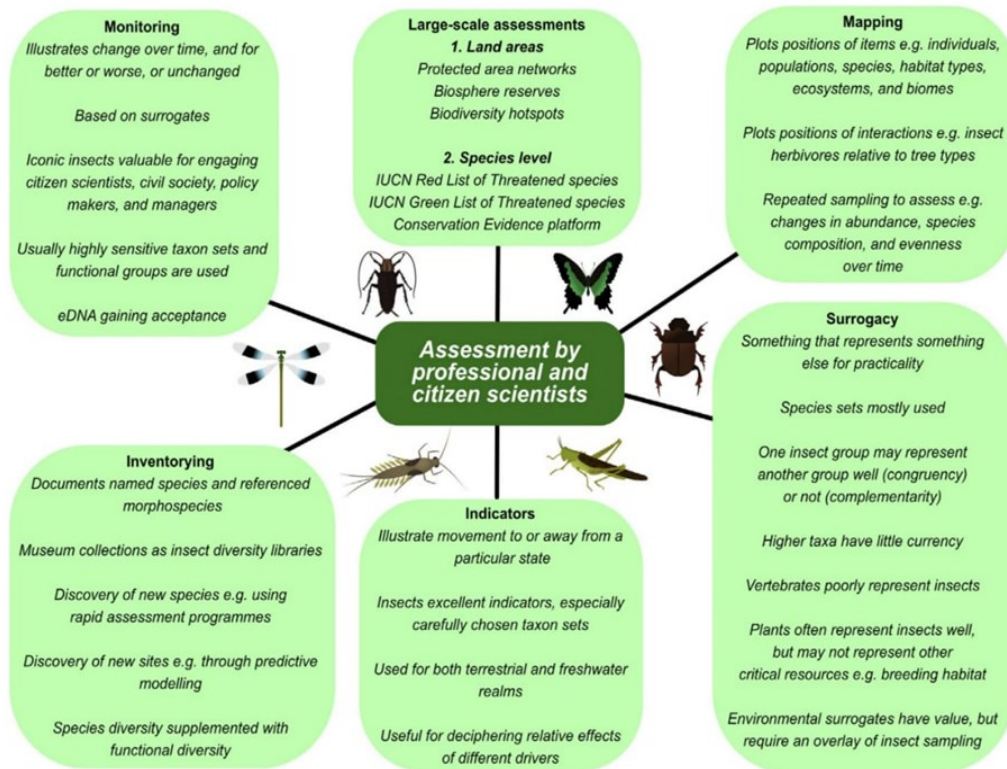 Monitoring
Illustrates change over time, and for
better or worse, or unchanged
Based on surrogates
Iconic insects valuable for engaging
citizen scientists, civil society, policy
makers, and managers
Usually highly sensitive taxon sets and
functional groups are used
eDNA gaining acceptance
Large-scale assessments
1. Land areas
Protected area networks
Biosphere reserves
Biodiversity hotspots
2. Species level
IUCN Red List of Threatened species
IUCN Green List of Threatened species
Conservation Evidence platform
Mapping
Plots positions of items e.g. individuals,
populations, species, habitat types,
ecosystems, and biomes
Plots positions of interactions e.g. insect
herbivores relative to tree types
Repeated sampling to assess e.g.
changes in abundance, species
composition, and evenness
over time
Assessment by
professional and
citizen scientists
Inventorying
Documents named species and referenced
morphospecies
Museum collections as insect diversity libraries
Discovery of new species e.g. using
rapid assessment programmes
Discovery of new sites e.g. through predictive
modelling
Species diversity supplemented with
functional diversity
Indicators
Illustrate movement to or away from a
particular state
Insects excellent indicators, especially
carefully chosen taxon sets
Used for both terrestrial and freshwater
realms
Useful for deciphering relative effects
of different drivers
Surrogacy
Something that represents something
else for practicality
Species sets mostly used
One insect group may represent
another group well (congruency)
or not (complementarity)
Higher taxa have little currency
Vertebrates poorly represent insects
Plants often represent insects well,
but may not represent other
critical resources e.g. breeding habitat
Environmental surrogates have value, but
require an overlay of insect sampling